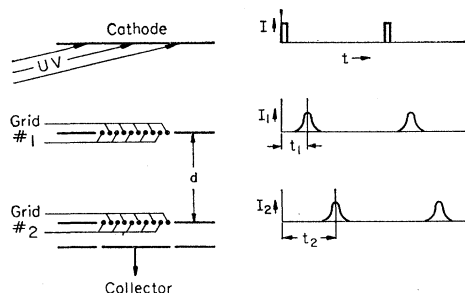 Cathode
UV
Grid
#1
d
Grid
#2
Collector
I
t
I1
t1
I2
t2